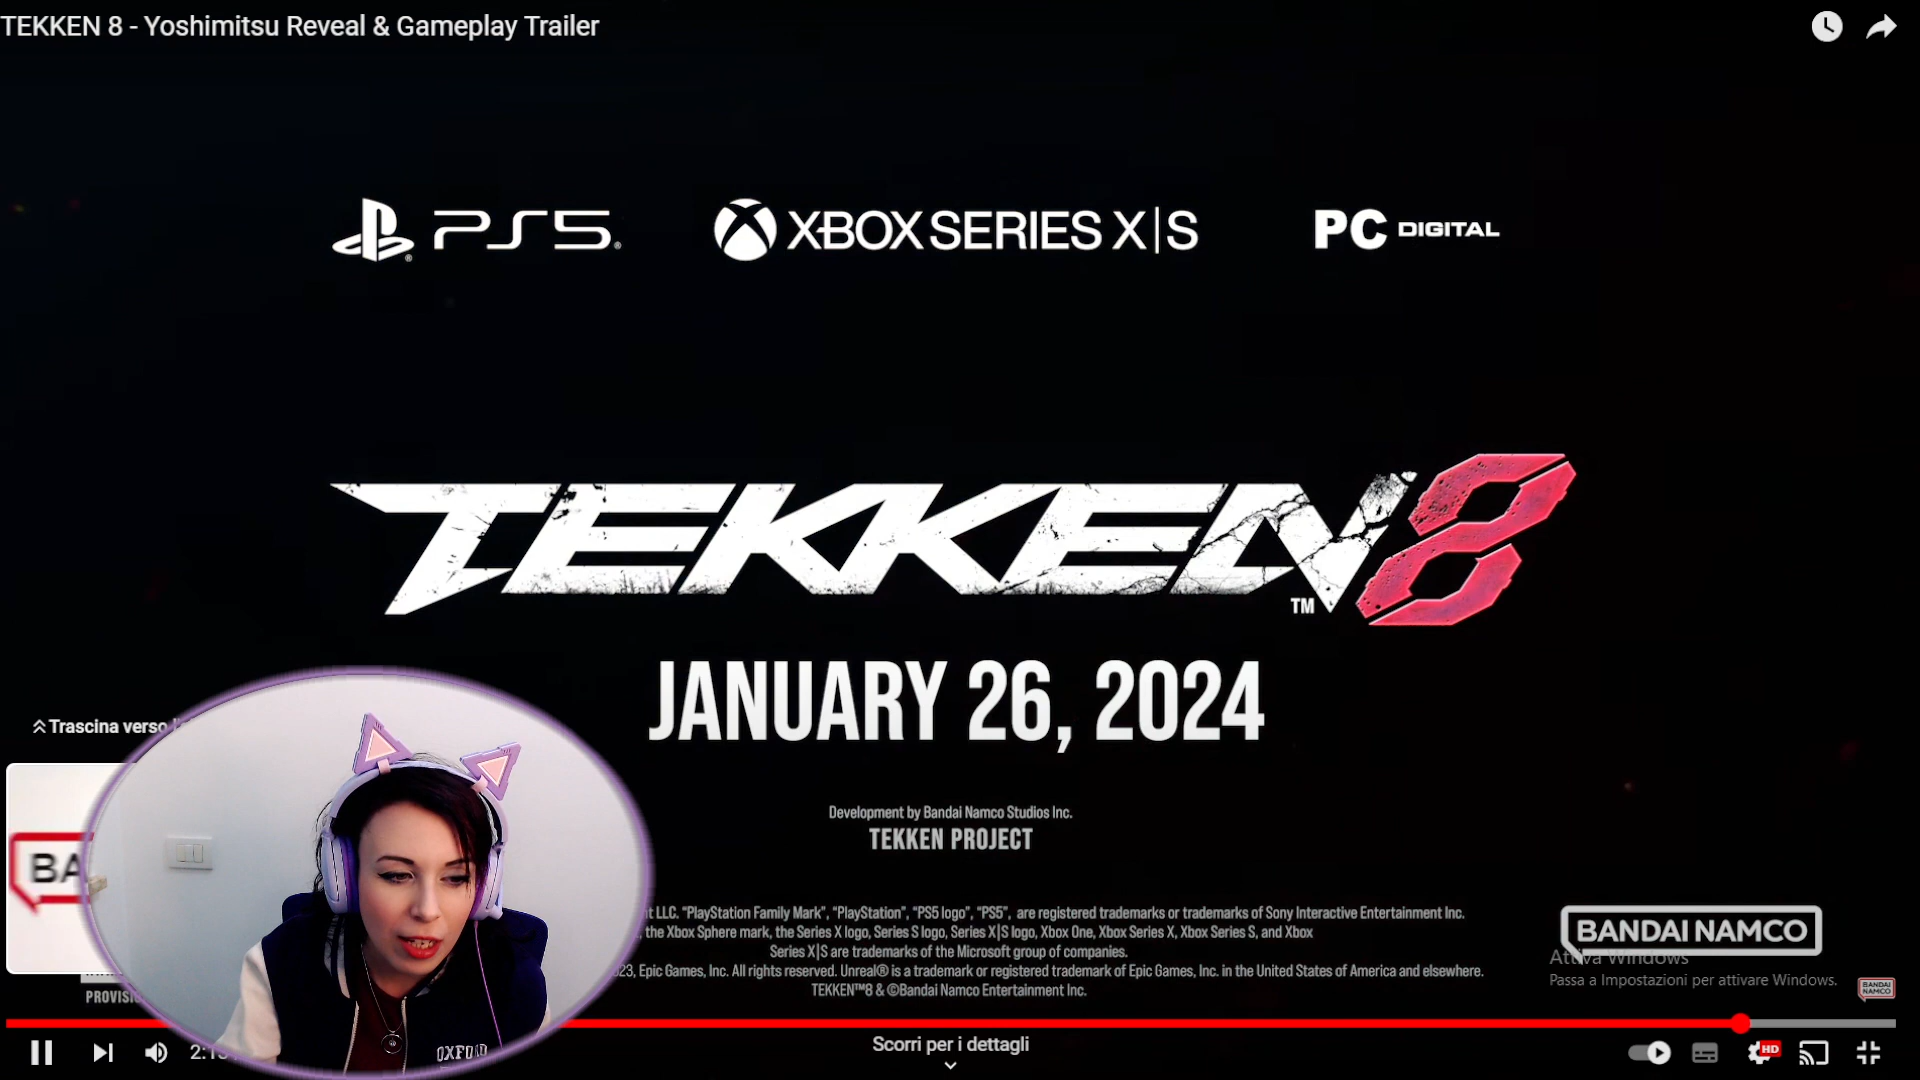 TEKKEN 8 - Yoshimitsu Reveal & Gameplay Trailer
PS5
XBOX SERIES X|S
PC DIGITAL
TEKKEN 8
TM
JANUARY 26, 2024
Trascina verso
Development by Bandai Namco Studios Inc.
TEKKEN PROJECT
BA
LLC. “PlayStation Family Mark”, “PlayStation”, “PS5 logo”, “PS5”, are registered trademarks or trademarks of Sony Interactive Entertainment Inc.
the Xbox Sphere mark, the Series X logo, Series S logo, Series X|S logo, Xbox One, Xbox Series X, Xbox Series S, and Xbox
Series X|S are trademarks of the Microsoft group of companies.
Epic Games, Inc. All rights reserved. Unreal® is a trademark or registered trademark of Epic Games, Inc. in the United States of America and elsewhere.
TEKKEN™8 & ©Bandai Namco Entertainment Inc.
BANDAI NAMCO
Attiva Windows
Passa a Impostazioni per attivare Windows.
BANDAI NAMCO
OXFORD
Scorri per i dettagli
HD